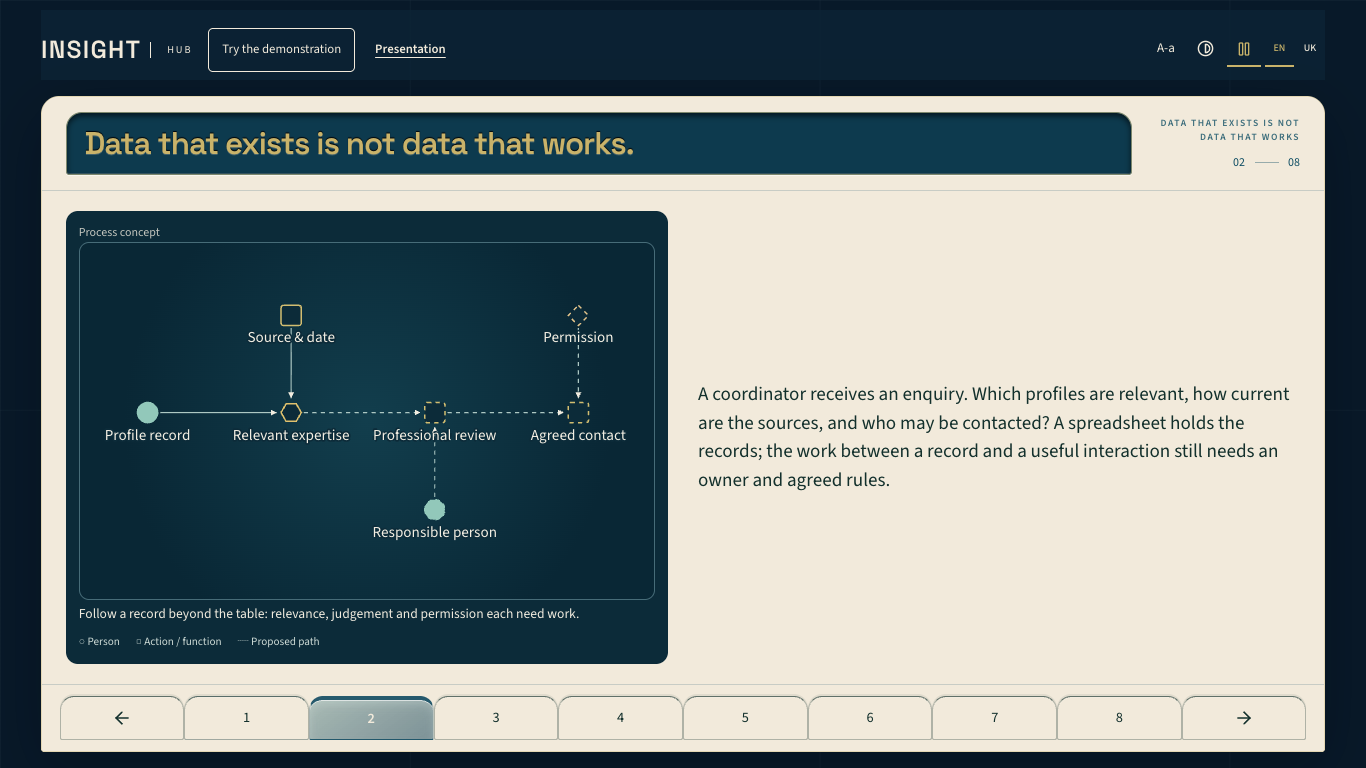 INSIGHT
HUB
Try the demonstration
Presentation
A-a
EN
UK
Data that exists is not data that works.
DATA THAT EXISTS IS NOT
DATA THAT WORKS
02
08
Process concept
Source & date
Permission
Profile record
Relevant expertise
Professional review
Agreed contact
Responsible person
Follow a record beyond the table: relevance, judgement and permission each need work.
Person
Action / function
Proposed path
A coordinator receives an enquiry. Which profiles are relevant, how current
are the sources, and who may be contacted? A spreadsheet holds the
records; the work between a record and a useful interaction still needs an
owner and agreed rules.
1
2
3
4
5
6
7
8